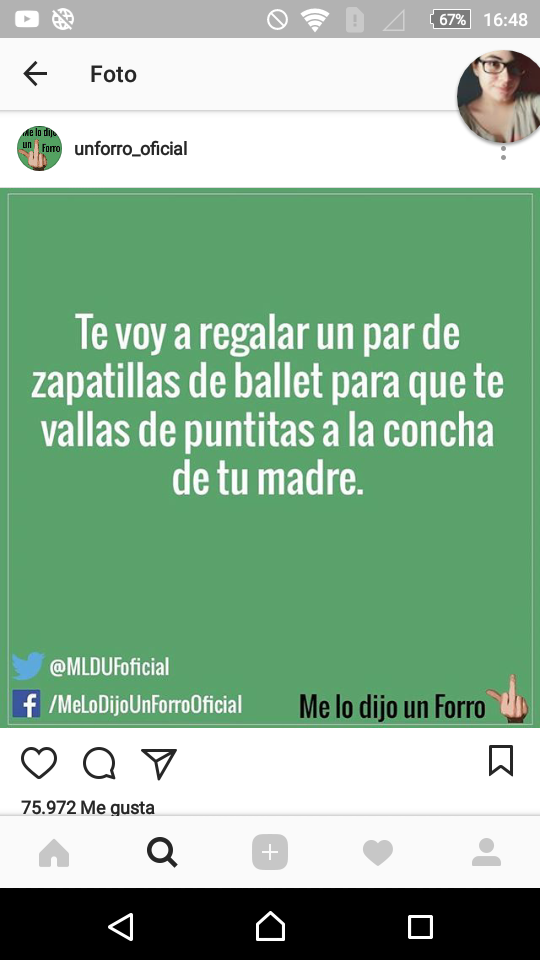 67%
16:48
Foto
Me lo dijo
un Forro
unforro_oficial
Te voy a regalar un par de
zapatillas de ballet para que te
vallas de puntitas a la concha
de tu madre.
@MLDUFoficial
f /MeLoDijoUnForroOficial
Me lo dijo un Forro
75.972 Me gusta